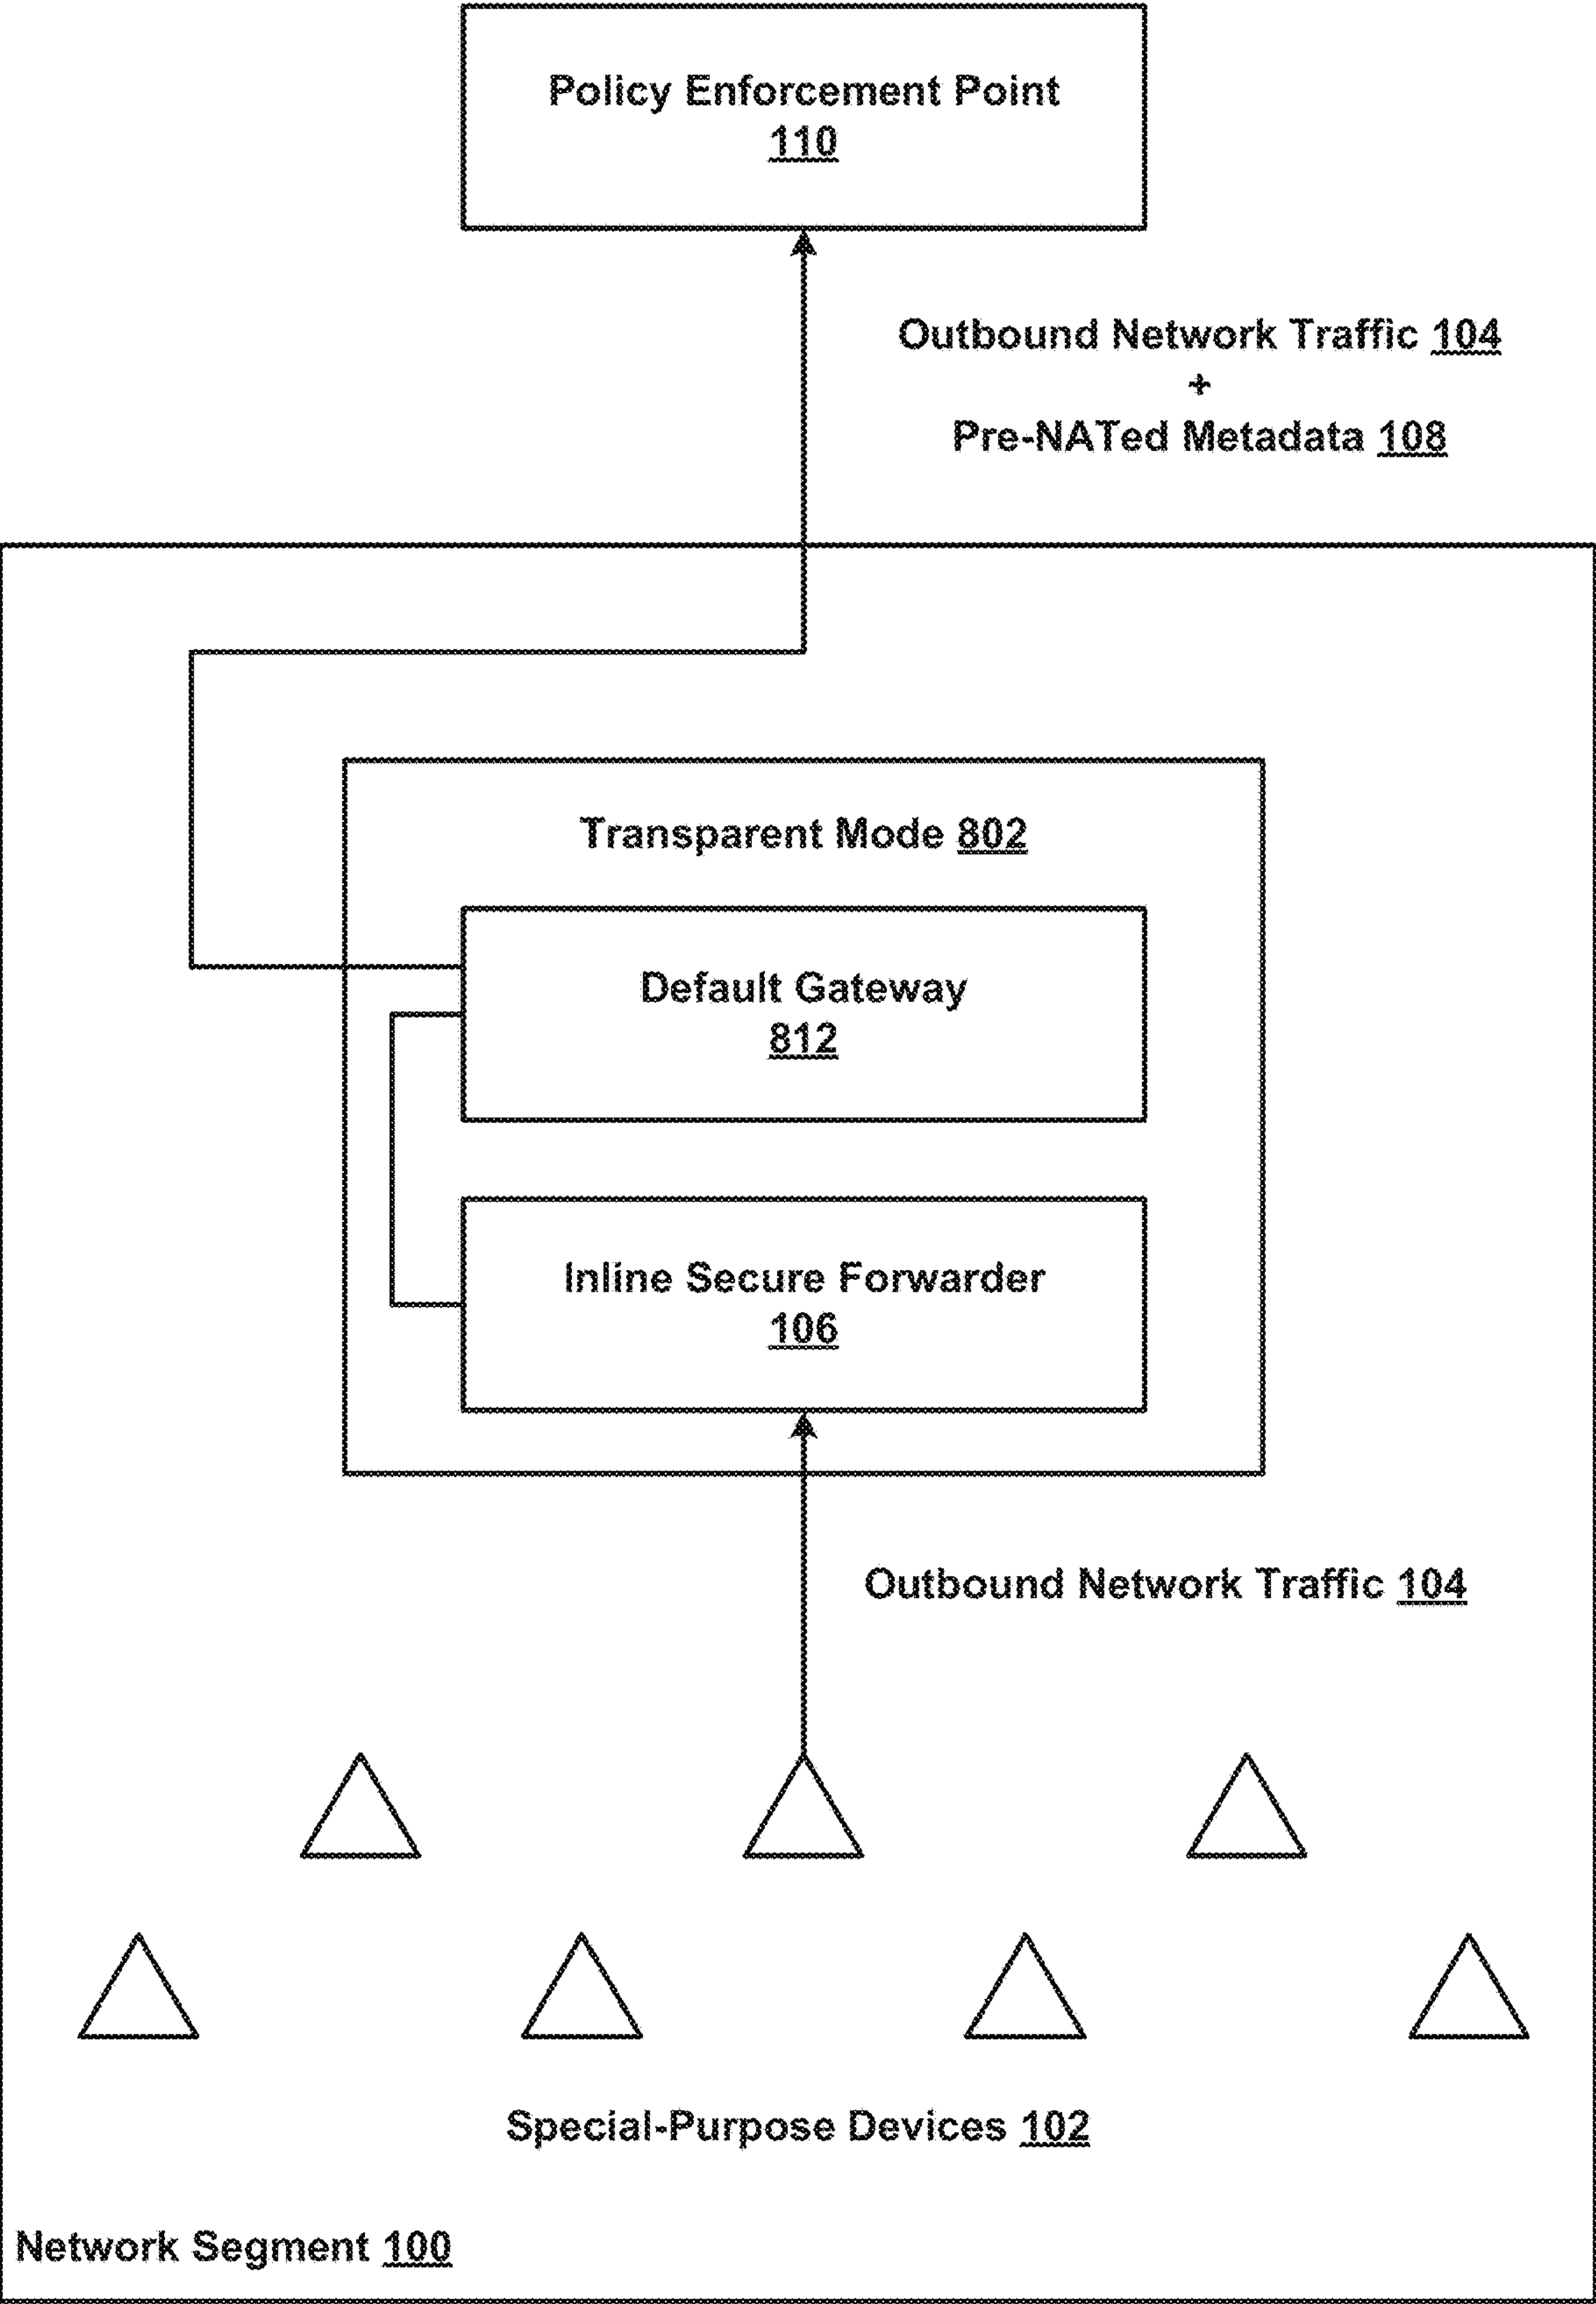 Policy Enforcement Point
110
Outbound Network Traffic 104
+
Pre-NATed Metadata 108
Transparent Mode 802
Default Gateway
812
Inline Secure Forwarder
106
Outbound Network Traffic 104
Special-Purpose Devices 102
Network Segment 100